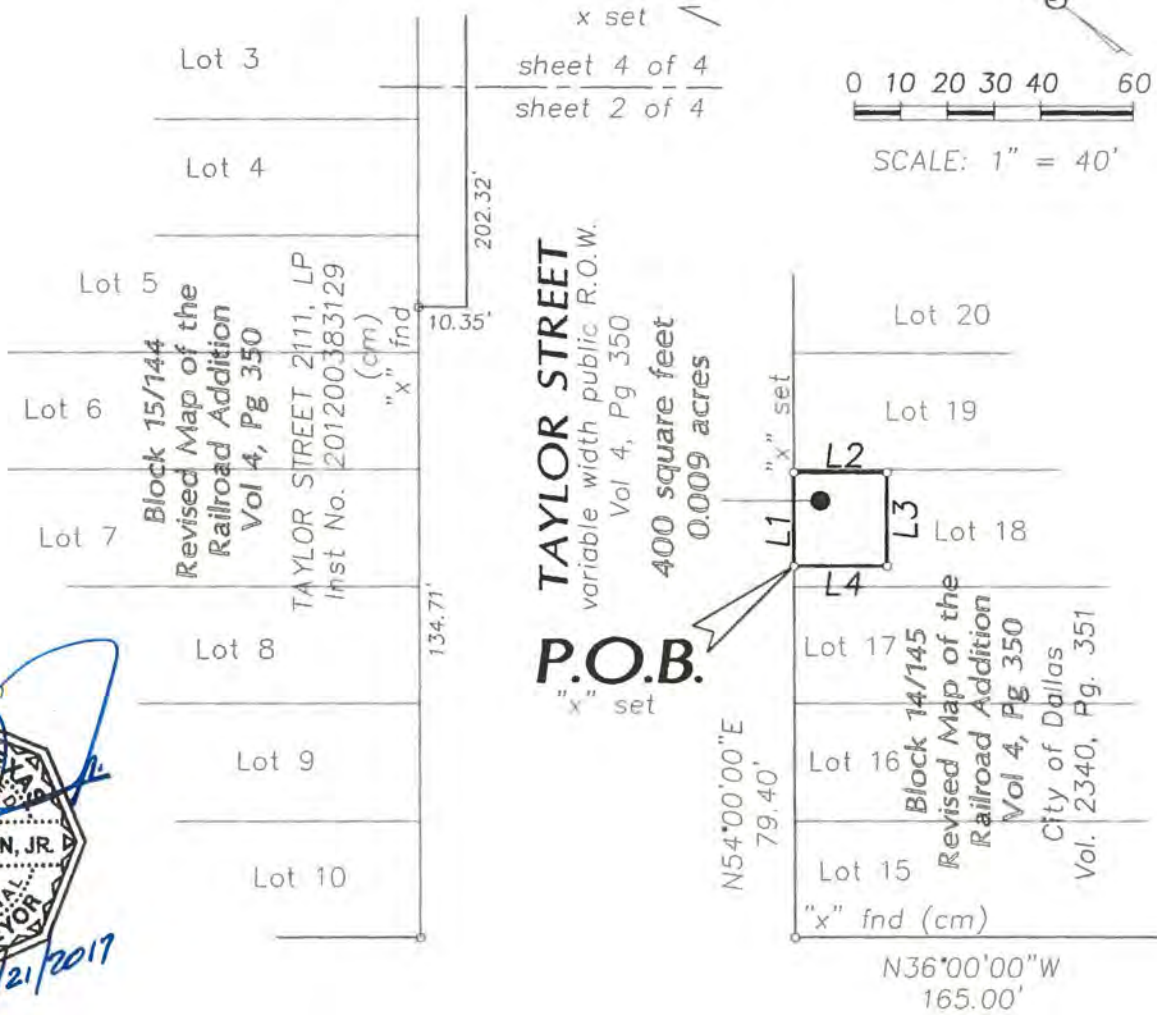 x set
sheet 4 of 4
sheet 2 of 4
0 10 20 30 40 60
SCALE: 1" = 40'
Lot 3
Lot 4
Lot 5
Lot 6
Lot 7
Lot 8
Lot 9
Lot 10
Block 15/144
Revised Map of the
Railroad Addition
Vol 4, Pg 350
TAYLOR STREET 2111, LP
Inst No. 201200383129
(cm)
"x" fnd
202.32'
10.35'
134.71'
TAYLOR STREET
variable width public R.O.W.
Vol 4, Pg 350
400 square feet
0.009 acres
P.O.B.
"x" set
"x" set
L1
L2
L3
L4
Lot 20
Lot 19
Lot 18
Lot 17
Lot 16
Lot 15
Block 14/145
Revised Map of the
Railroad Addition
Vol 4, Pg 350
City of Dallas
Vol. 2340, Pg. 351
N54°00'00"E
79.40'
"x" fnd (cm)
N36°00'00"W
165.00'
N, JR.
21/2017